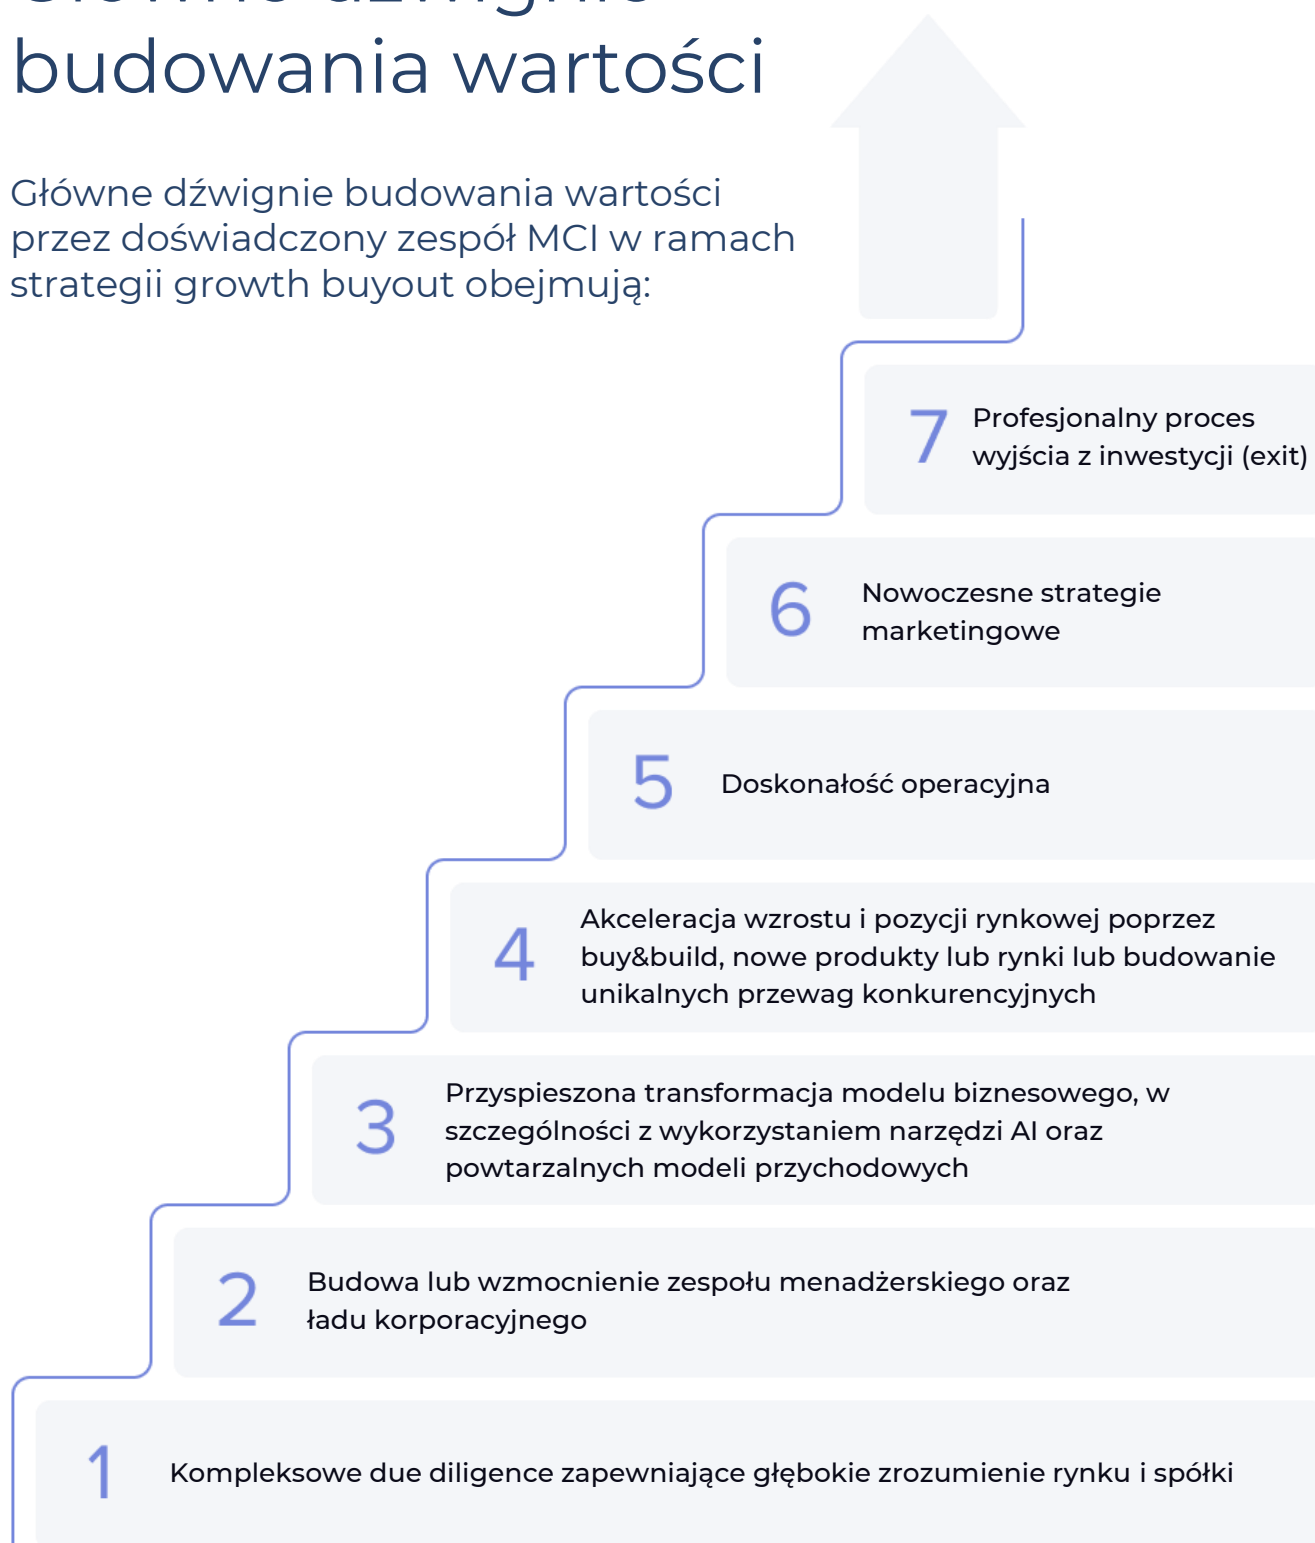 budowania wartości
Główne dźwignie budowania wartości
przez doświadczony zespół MCI w ramach
strategii growth buyout obejmują:
7
Profesjonalny proces
wyjścia z inwestycji (exit)
6
Nowoczesne strategie
marketingowe
5
Doskonałość operacyjna
4
Akceleracja wzrostu i pozycji rynkowej poprzez
buy&build, nowe produkty lub rynki lub budowanie
unikalnych przewag konkurencyjnych
3
Przyspieszona transformacja modelu biznesowego, w
szczególności z wykorzystaniem narzędzi AI oraz
powtarzalnych modeli przychodowych
2
Budowa lub wzmocnienie zespołu menadżerskiego oraz
ładu korporacyjnego
1
Kompleksowe due diligence zapewniające głębokie zrozumienie rynku i spółki